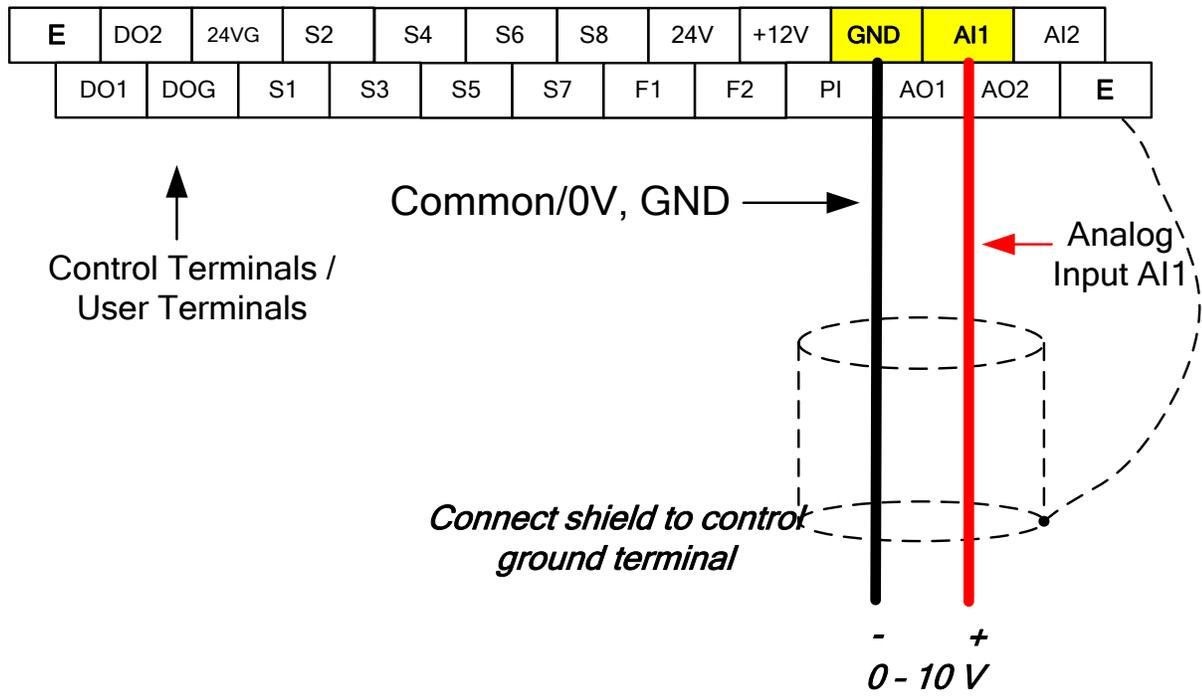 E DO2 24VG S2 S4 S6 S8 24V +12V GND AI1 AI2
DO1 DOG S1 S3 S5 S7 F1 F2 PI AO1 AO2 E
Common/0V, GND
Analog
Input AI1
Control Terminals /
User Terminals
Connect shield to control
ground terminal
- +
0 - 10 V